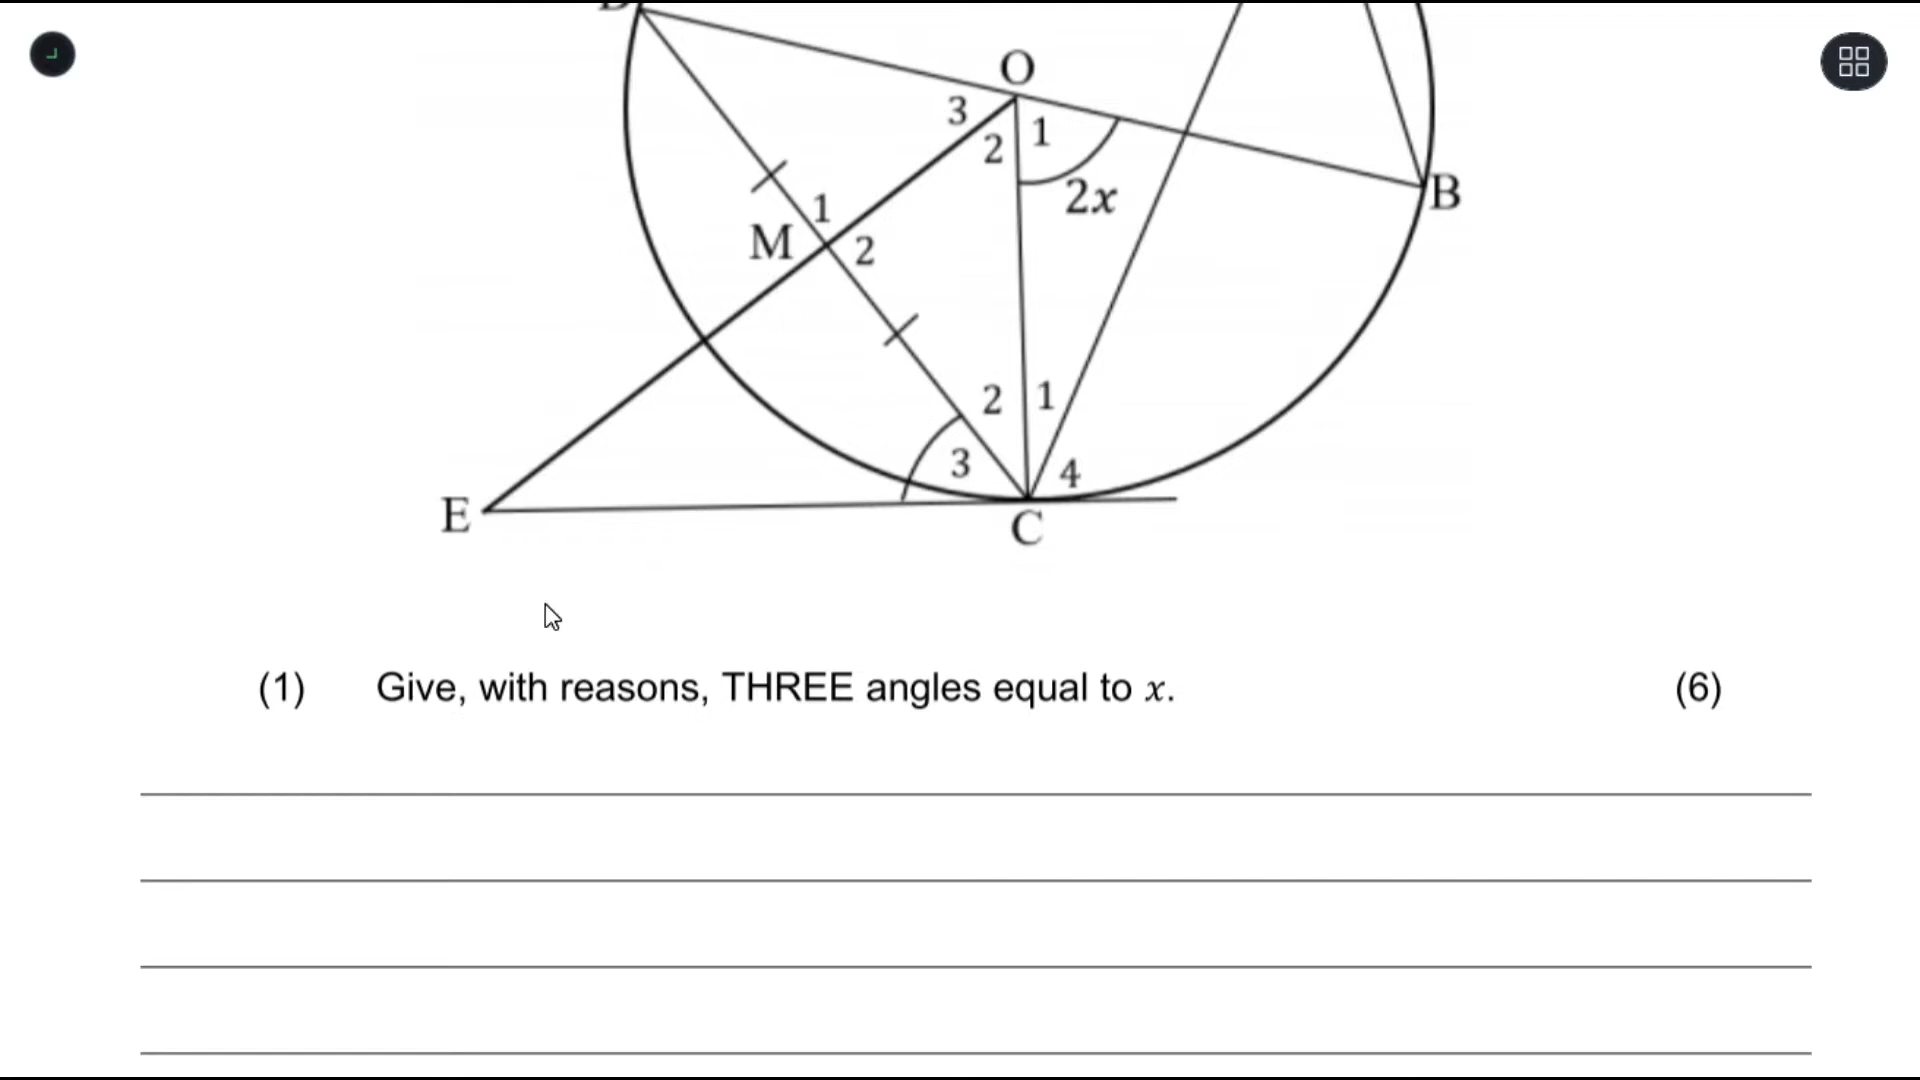 O
3
1
2
2x
B
1
M
2
2
1
3
4
E
C
(1) Give, with reasons, THREE angles equal to x. (6)